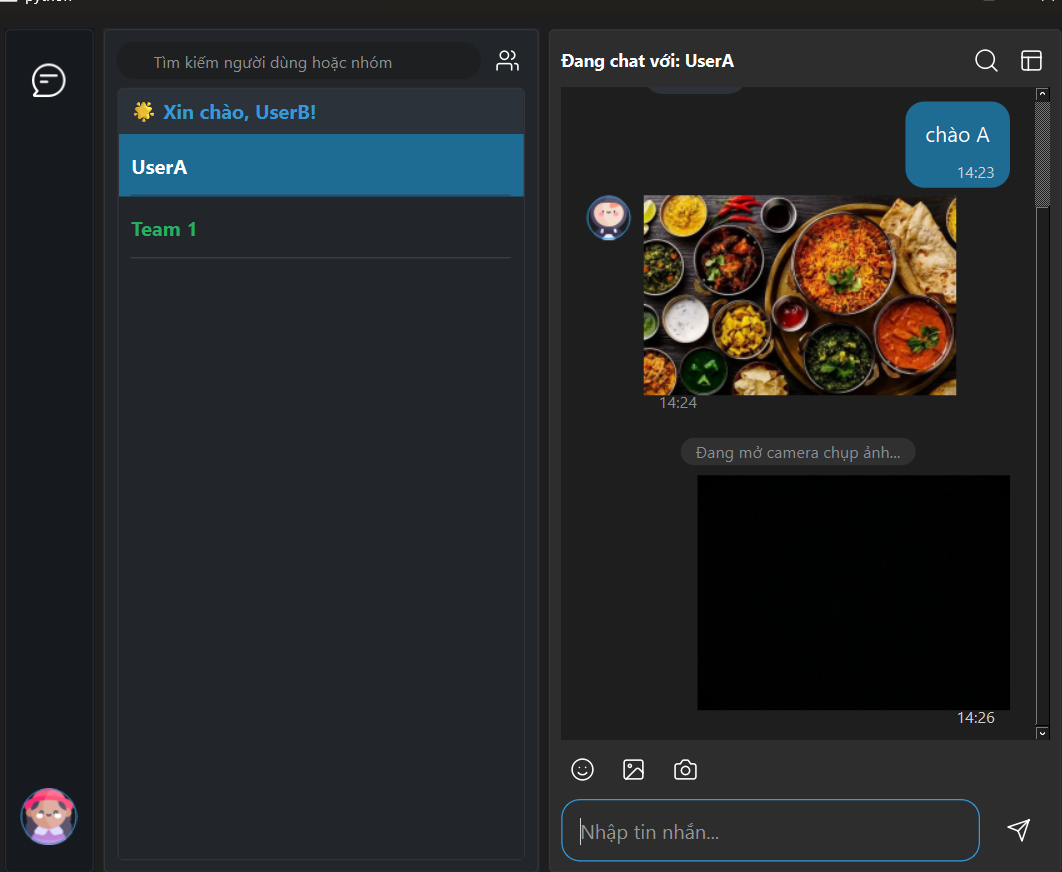 python
Tìm kiếm người dùng hoặc nhóm
🌟 Xin chào, UserB!
UserA
Team 1
Đang chat với: UserA
chào A
14:23
14:24
Đang mở camera chụp ảnh...
14:26
Nhập tin nhắn...